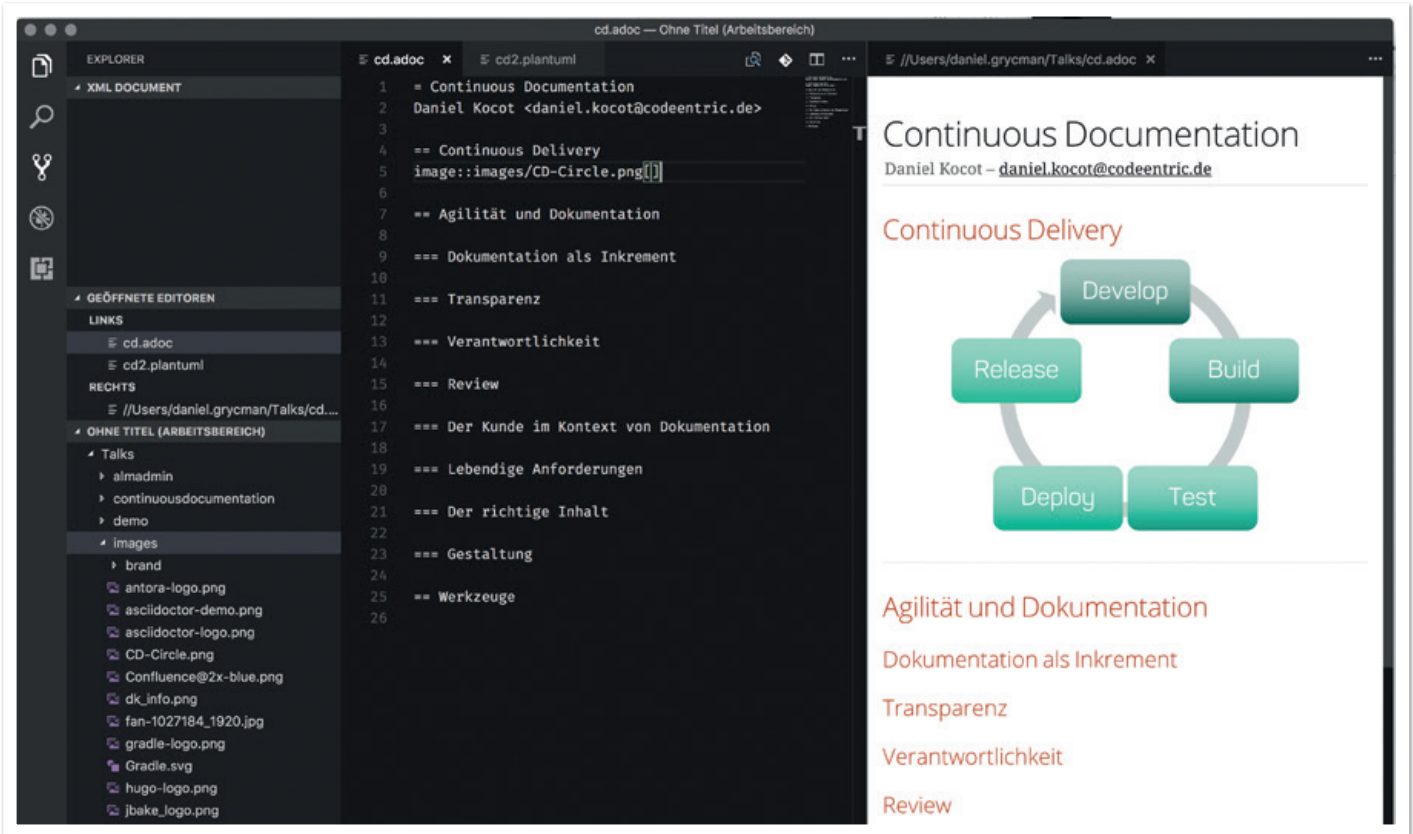 cd.adoc — Ohne Titel (Arbeitsbereich)
EXPLORER
XML DOCUMENT
GEÖFFNETE EDITOREN
LINKS
cd.adoc
cd2.plantuml
RECHTS
//Users/daniel.grycman/Talks/cd....
OHNE TITEL (ARBEITSBEREICH)
Talks
almadmin
continuousdocumentation
demo
images
brand
antora-logo.png
asciidoctor-demo.png
asciidoctor-logo.png
CD-Circle.png
Confluence@2x-blue.png
dk_info.png
fan-1027184_1920.jpg
gradle-logo.png
Gradle.svg
hugo-logo.png
jbake_logo.png
cd.adoc × cd2.plantuml
1 = Continuous Documentation
2 Daniel Kocot <daniel.kocot@codeentric.de>
3
4 == Continuous Delivery
5 image::images/CD-Circle.png[]
6
7 == Agilität und Dokumentation
8
9 === Dokumentation als Inkrement
10
11 === Transparenz
12
13 === Verantwortlichkeit
14
15 === Review
16
17 === Der Kunde im Kontext von Dokumentation
18
19 === Lebendige Anforderungen
20
21 === Der richtige Inhalt
22
23 === Gestaltung
24
25 == Werkzeuge
26
//Users/daniel.grycman/Talks/cd.adoc ×
Continuous Documentation
Daniel Kocot – daniel.kocot@codeentric.de
Continuous Delivery
Develop
Release
Build
Deploy
Test
Agilität und Dokumentation
Dokumentation als Inkrement
Transparenz
Verantwortlichkeit
Review